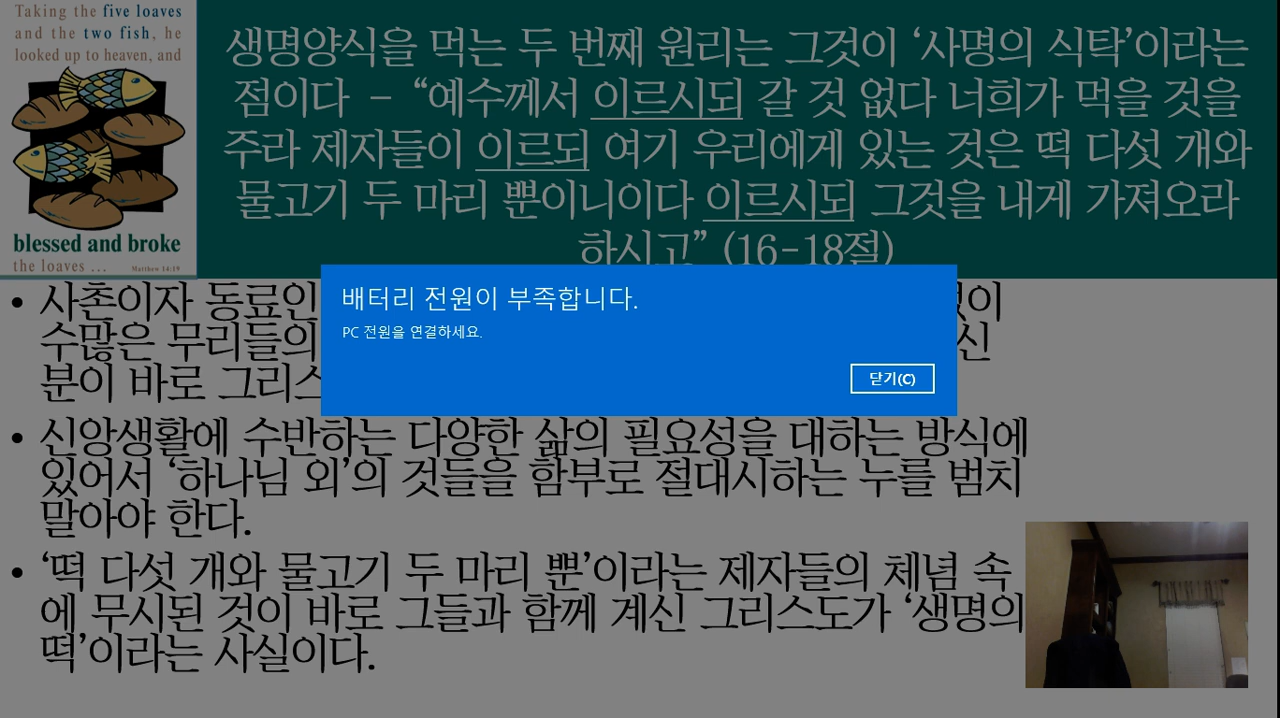 Taking the five loaves
and the two fish, he
looked up to heaven, and
blessed and broke
the loaves ... Matthew 14:19
생명양식을 먹는 두 번째 원리는 그것이 ‘사명의 식탁’이라는
점이다 – “예수께서 이르시되 갈 것 없다 너희가 먹을 것을
주라 제자들이 이르되 여기 우리에게 있는 것은 떡 다섯 개와
물고기 두 마리 뿐이니이다 이르시되 그것을 내게 가져오라
하시고” (16-18절)
배터리 전원이 부족합니다.
PC 전원을 연결하세요.
닫기(C)
• 사촌이자 동료인
수많은 무리들의
분이 바로
• 신앙생활에 수반하는 다양한 삶의 필요성을 대하는 방식에
있어서 ‘하나님 외’의 것들을 함부로 절대시하는 누를 범치
말아야 한다.
• ‘떡 다섯 개와 물고기 두 마리 뿐’이라는 제자들의 체념 속
에 무시된 것이 바로 그들과 함께 계신 그리스도가 ‘생명의
떡’이라는 사실이다.